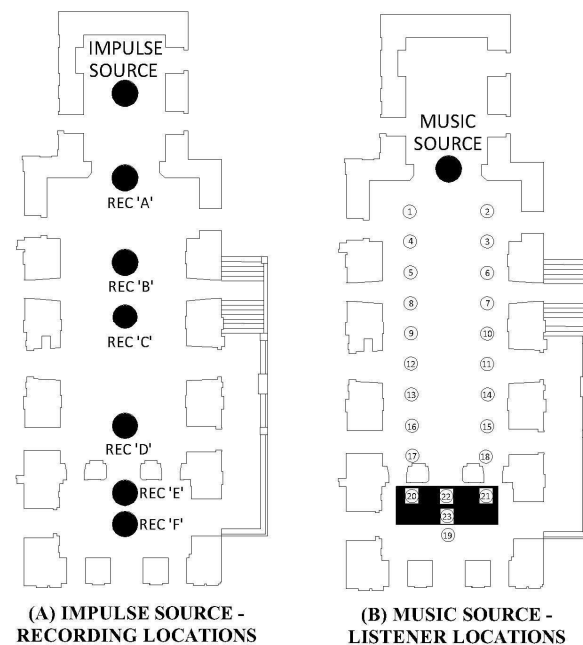 IMPULSE
SOURCE
REC 'A'
REC 'B'
REC 'C'
REC 'D'
REC 'E'
REC 'F'
(A) IMPULSE SOURCE -
RECORDING LOCATIONS
MUSIC
SOURCE
1 2
4 3
5 6
8 7
9 10
12 11
13 14
16 15
17 18
20 22 21
23
19
(B) MUSIC SOURCE -
LISTENER LOCATIONS